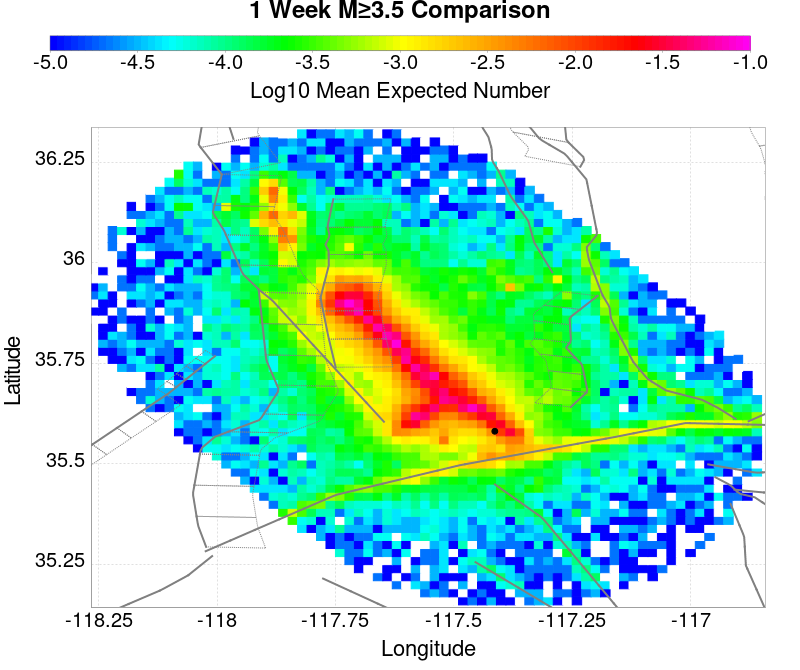 1 Week M≥3.5 Comparison
-5.0 -4.5 -4.0 -3.5 -3.0 -2.5 -2.0 -1.5 -1.0
Log10 Mean Expected Number
36.25
36
35.75
35.5
35.25
Latitude
-118.25 -118 -117.75 -117.5 -117.25 -117
Longitude